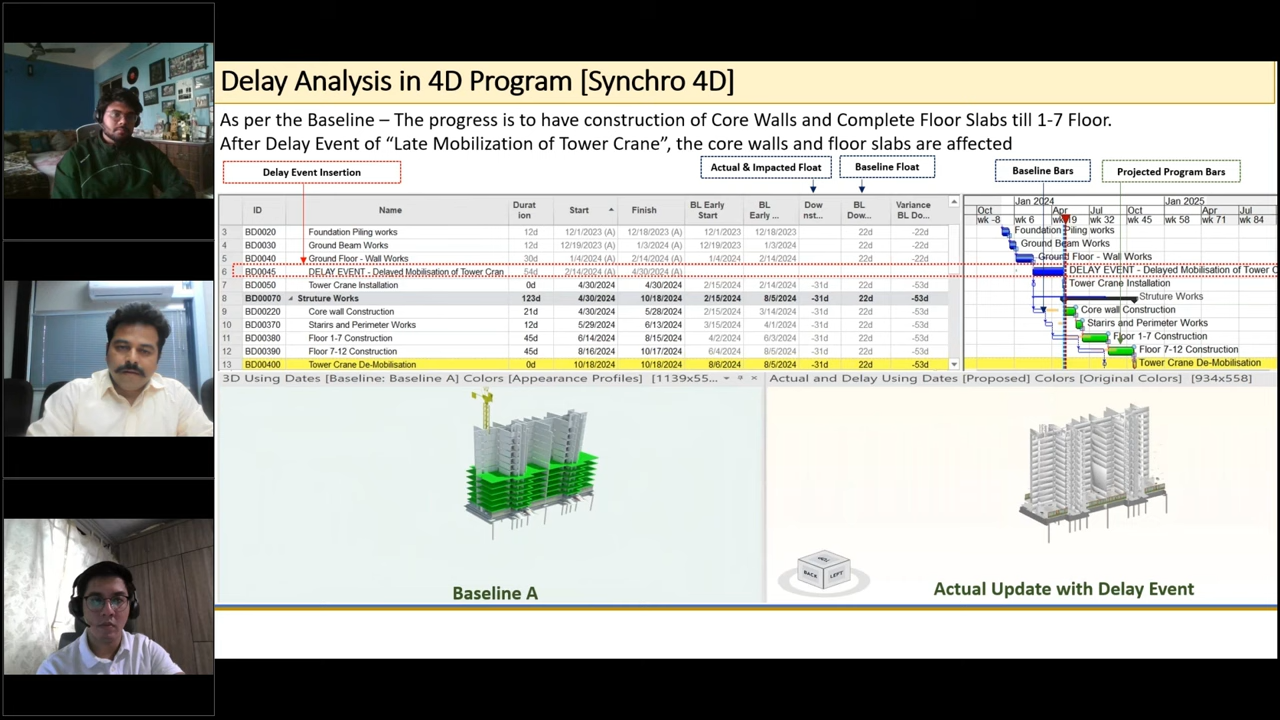 Delay Analysis in 4D Program [Synchro 4D]
As per the Baseline – The progress is to have construction of Core Walls and Complete Floor Slabs till 1-7 Floor.
After Delay Event of “Late Mobilization of Tower Crane”, the core walls and floor slabs are affected
Delay Event Insertion
Actual & Impacted Float
Baseline Float
Baseline Bars
Projected Program Bars
ID Name Durat ion Start Finish BL Early Start BL Early ... Dow nst... BL Dow... Variance BL Do...
3 BD0020 Foundation Piling works 12d 12/1/2023 (A) 12/18/2023 (A) 12/1/2023 12/18/2023 22d -22d
4 BD0030 Ground Beam Works 12d 12/19/2023 (A) 1/3/2024 (A) 12/19/2023 1/3/2024 22d -22d
5 BD0040 Ground Floor - Wall Works 30d 1/4/2024 (A) 2/14/2024 (A) 1/4/2024 2/14/2024 22d -22d
6 BD0045 DELAY EVENT - Delayed Mobilisation of Tower Cran 54d 2/14/2024 (A) 4/30/2024 (A)
7 BD0050 Tower Crane Installation 0d 4/30/2024 4/30/2024 2/15/2024 2/14/2024 -31d 22d -53d
8 BD00070 Struture Works 123d 4/30/2024 10/18/2024 2/15/2024 8/5/2024 -31d 22d -53d
9 BD00220 Core wall Construction 21d 4/30/2024 5/28/2024 2/15/2024 3/14/2024 -31d 22d -53d
10 BD00370 Starirs and Perimeter Works 12d 5/29/2024 6/13/2024 3/15/2024 4/1/2024 -31d 22d -53d
11 BD00380 Floor 1-7 Construction 45d 6/14/2024 8/15/2024 4/2/2024 6/3/2024 -31d 22d -53d
12 BD00390 Floor 7-12 Construction 45d 8/16/2024 10/17/2024 6/4/2024 8/5/2024 -31d 22d -53d
13 BD00400 Tower Crane De-Mobilisation 0d 10/18/2024 10/18/2024 8/6/2024 8/5/2024 -31d 22d -53d
Jan 2024 Jan 2025
Oct Apr Jul Oct Apr Jul
wk -8 wk 6 wk 32 wk 45 wk 58 wk 71 wk 84
Foundation Piling works
Ground Beam Works
Ground Floor - Wall Works
DELAY EVENT - Delayed Mobilisation of Tower C
Tower Crane Installation
Struture Works
Core wall Construction
Starirs and Perimeter Works
Floor 1-7 Construction
Floor 7-12 Construction
Tower Crane De-Mobilisation
3D Using Dates [Baseline: Baseline A] Colors [Appearance Profiles] [1139x55...
Actual and Delay Using Dates [Proposed] Colors [Original Colors] [934x558]
BACK LEFT
Baseline A
Actual Update with Delay Event